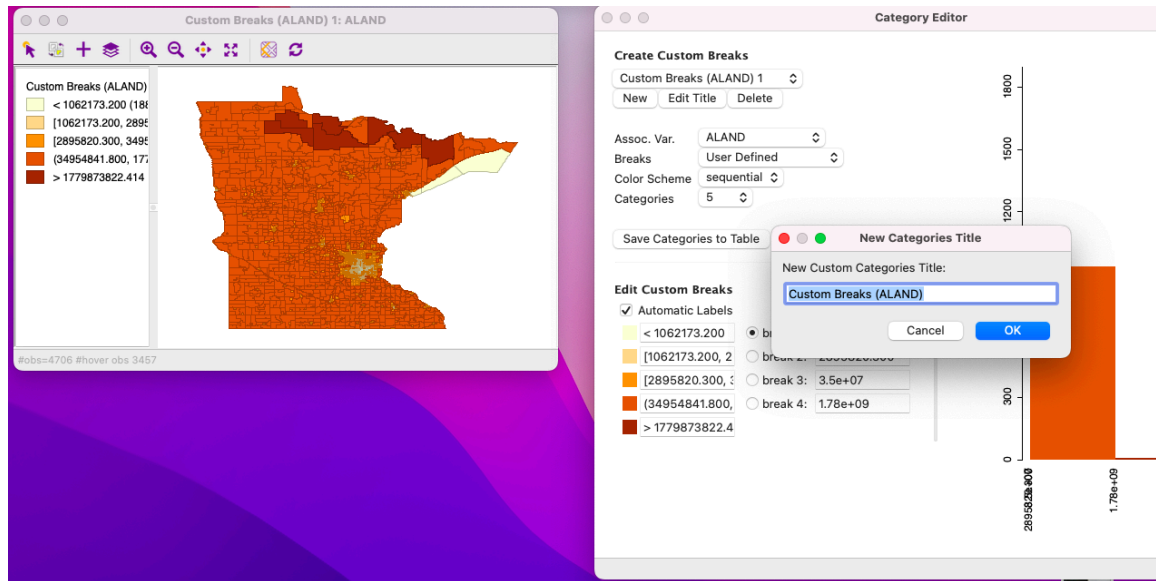 Custom Breaks (ALAND) 1: ALAND
Custom Breaks (ALAND)
< 1062173.200 (188
[1062173.200, 2895
[2895820.300, 3495
(34954841.800, 177
> 1779873822.414
#obs=4706 #hover obs 3457
Category Editor
Create Custom Breaks
Custom Breaks (ALAND) 1
New Edit Title Delete
Assoc. Var. ALAND
Breaks User Defined
Color Scheme sequential
Categories 5
Save Categories to Table
New Categories Title
New Custom Categories Title:
Custom Breaks (ALAND)
Cancel OK
Edit Custom Breaks
Automatic Labels
< 1062173.200
[1062173.200, 2
[2895820.300, break 3: 3.5e+07
(34954841.800, break 4: 1.78e+09
> 1779873822.4
1800
1500
1200
300
0
1.78e+09